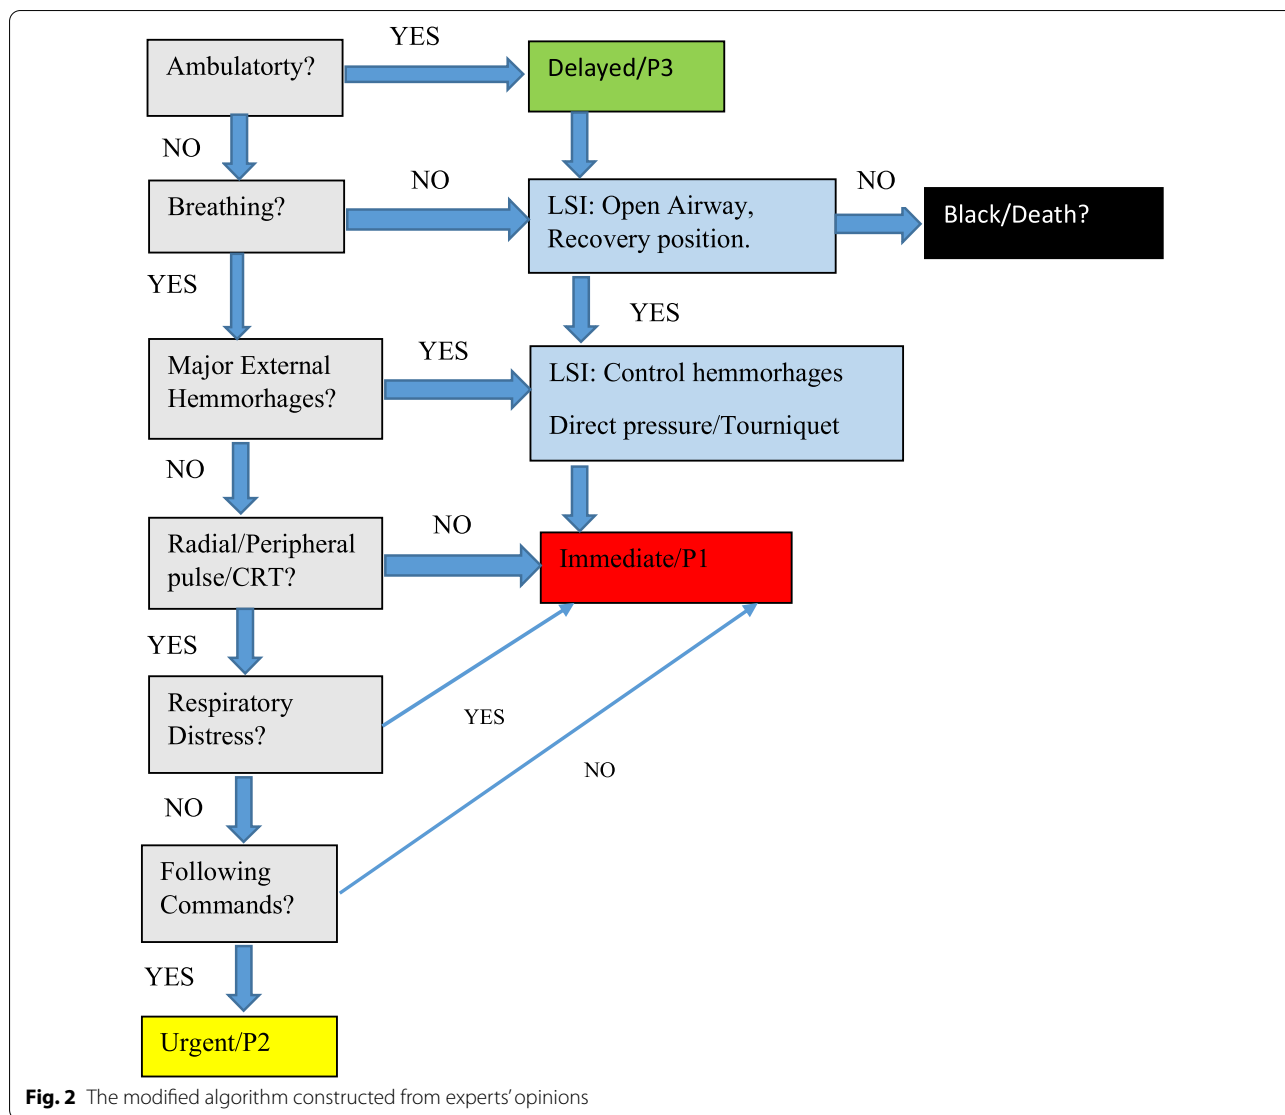 YES
Ambulatorty?
Delayed/P3
NO
NO
NO
Breathing?
LSI: Open Airway,
Recovery position.
Black/Death?
YES
YES
YES
Major External
Hemmorhages?
LSI: Control hemmorhages
Direct pressure/Tourniquet
NO
NO
Radial/Peripheral
pulse/CRT?
Immediate/P1
YES
Respiratory
Distress?
YES
NO
NO
Following
Commands?
YES
Urgent/P2
Fig. 2 The modified algorithm constructed from experts' opinions